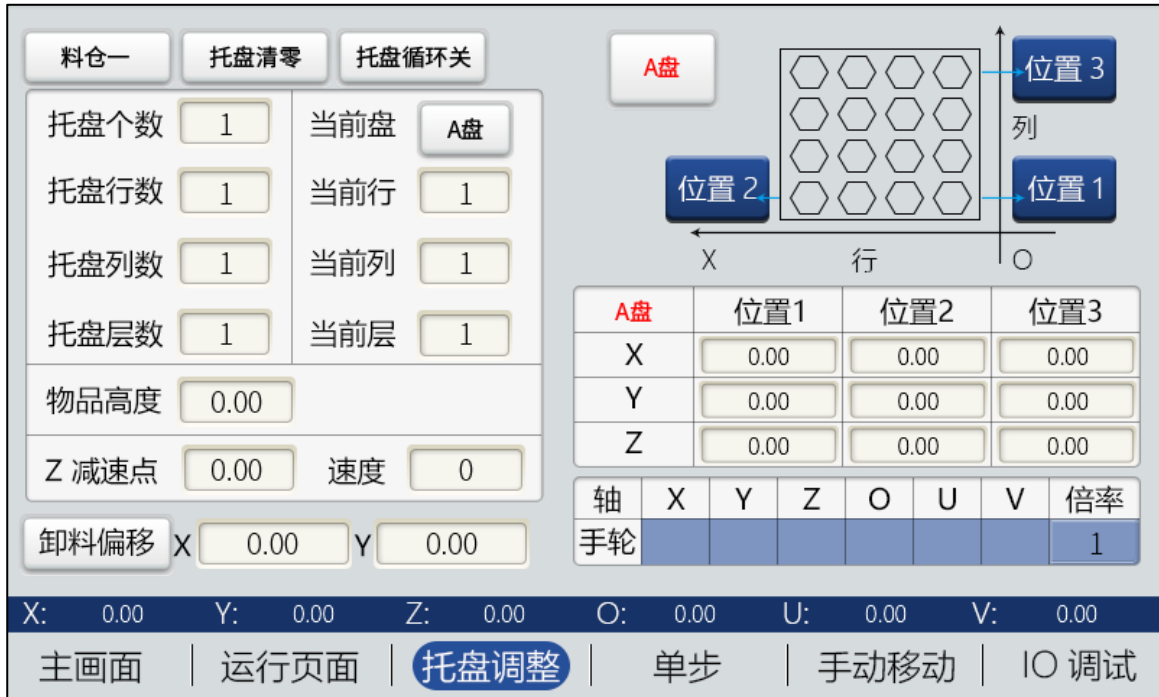 料仓一 托盘清零 托盘循环关
托盘个数 1 当前盘 A盘
托盘行数 1 当前行 1
托盘列数 1 当前列 1
托盘层数 1 当前层 1
物品高度 0.00
Z 减速点 0.00 速度 0
卸料偏移 X 0.00 Y 0.00
A盘
位置 3
列
位置 2
位置 1
X 行 O
A盘 位置1 位置2 位置3
X 0.00 0.00 0.00
Y 0.00 0.00 0.00
Z 0.00 0.00 0.00
轴 X Y Z O U V 倍率
手轮 1
X: 0.00 Y: 0.00 Z: 0.00 O: 0.00 U: 0.00 V: 0.00
主画面 运行页面 托盘调整 单步 手动移动 IO 调试